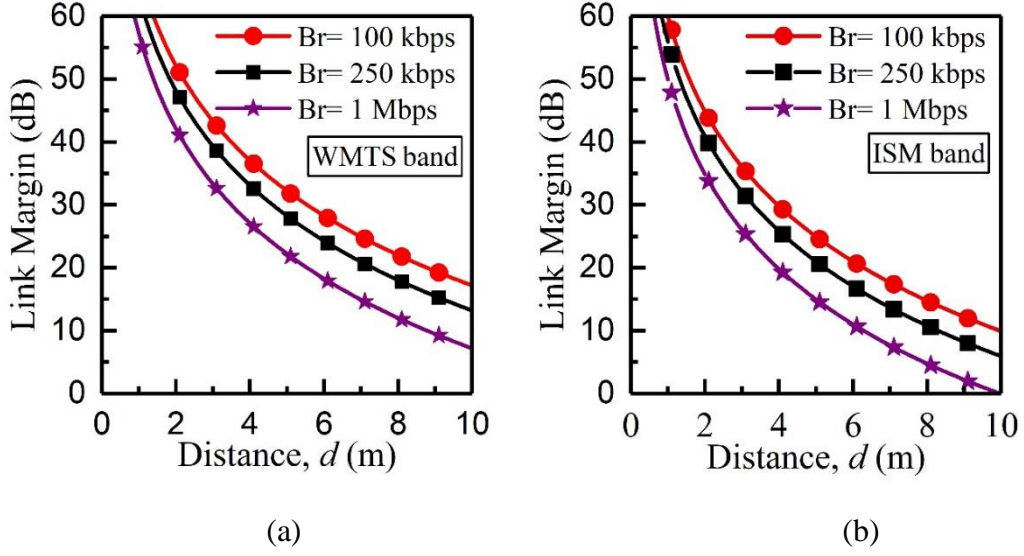 60
50
40
30
20
10
0
Link Margin (dB)
Br= 100 kbps
Br= 250 kbps
Br= 1 Mbps
WMTS band
0 2 4 6 8 10
Distance, d (m)
(a)
60
50
40
30
20
10
0
Link Margin (dB)
Br= 100 kbps
Br= 250 kbps
Br= 1 Mbps
ISM band
0 2 4 6 8 10
Distance, d (m)
(b)